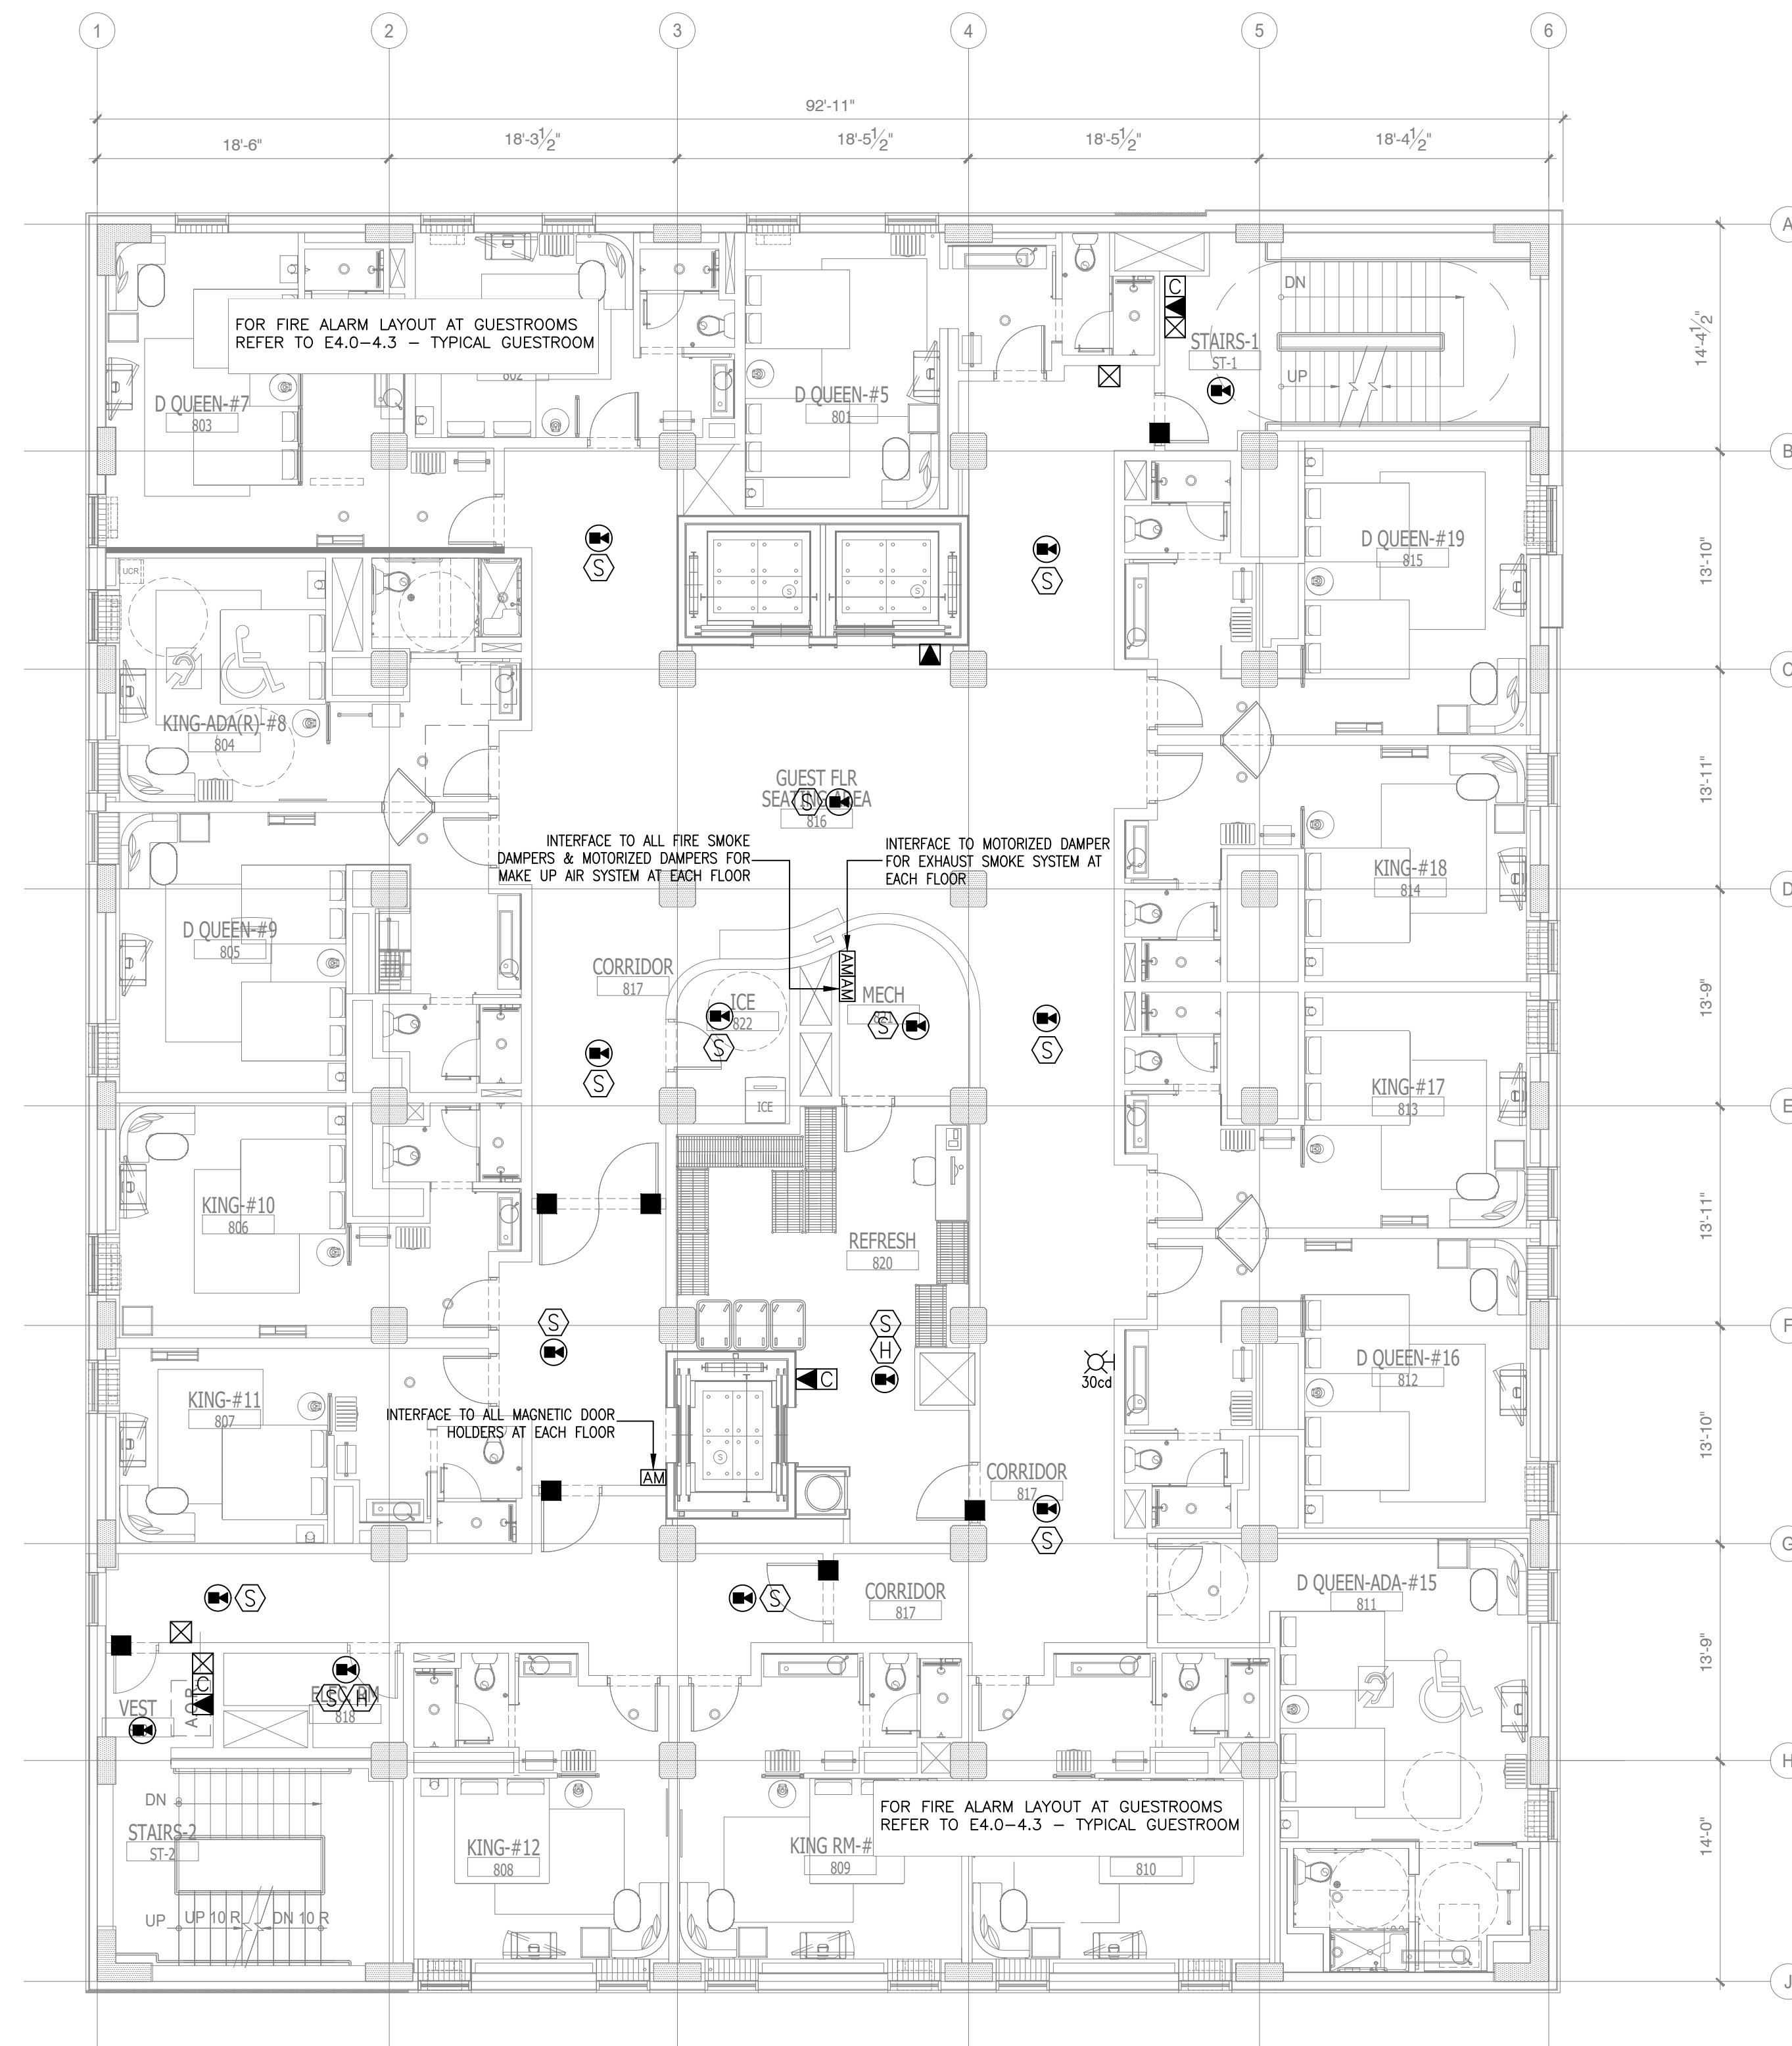 1
2
3
4
5
6
92'-11"
18'-6"
18'-3 1/2"
18'-5 1/2"
18'-5 1/2"
18'-4 1/2"
A
B
C
D
E
F
G
H
J
14'-4 1/2"
13'-10"
13'-11"
13'-9"
13'-11"
13'-10"
13'-9"
14'-0"
FOR FIRE ALARM LAYOUT AT GUESTROOMS
REFER TO E4.0-4.3 - TYPICAL GUESTROOM
802
D QUEEN-#7
803
D QUEEN-#5
801
C
STAIRS-1
ST-1
DN
UP
S
S
S
S
D QUEEN-#19
815
UCR
KING-ADA(R)-#8
804
GUEST FLR
SEATING AREA
816
S
INTERFACE TO ALL FIRE SMOKE
DAMPERS & MOTORIZED DAMPERS FOR
MAKE UP AIR SYSTEM AT EACH FLOOR
INTERFACE TO MOTORIZED DAMPER
FOR EXHAUST SMOKE SYSTEM AT
EACH FLOOR
KING-#18
814
D QUEEN-#9
805
CORRIDOR
817
AM
AM
ICE
822
S
MECH
S
S
S
ICE
KING-#17
813
KING-#10
806
REFRESH
820
S
S
H
C
30cd
D QUEEN-#16
812
KING-#11
807
INTERFACE TO ALL MAGNETIC DOOR
HOLDERS AT EACH FLOOR
AM
S
CORRIDOR
817
S
S
S
CORRIDOR
817
D QUEEN-ADA-#15
811
C
VEST
A.O.R.
ELEC RM
S
H
818
DN
STAIRS-2
ST-2
UP
UP 10 R
DN 10 R
KING-#12
808
KING RM-#
809
FOR FIRE ALARM LAYOUT AT GUESTROOMS
REFER TO E4.0-4.3 - TYPICAL GUESTROOM
810